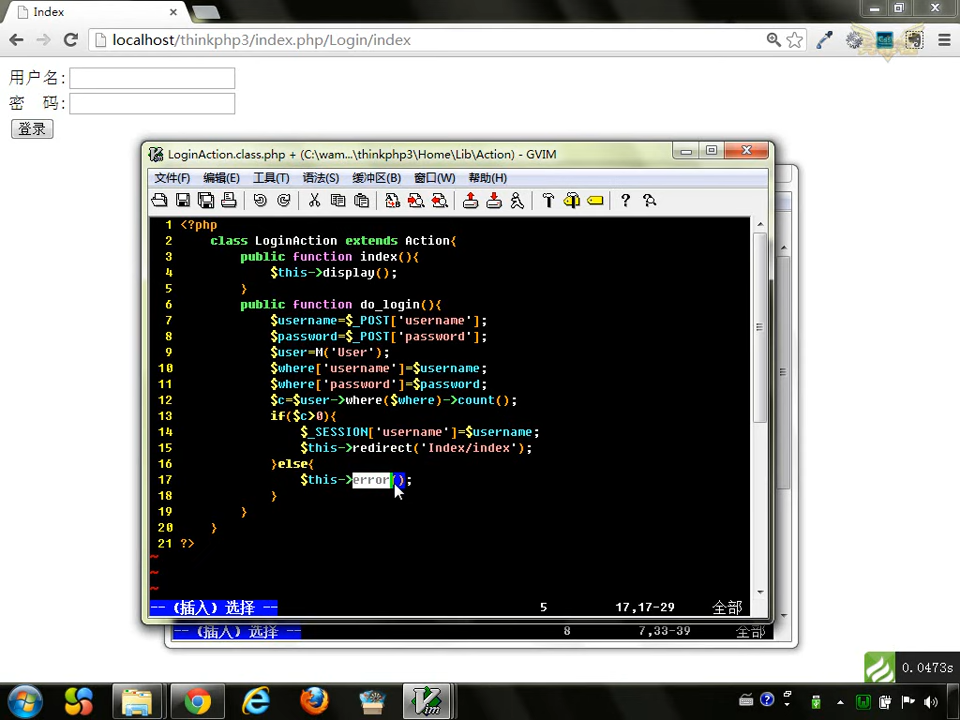 Index
localhost/thinkphp3/index.php/Login/index
用户名:
密 码:
登录
LoginAction.class.php + (C:\wam...\thinkphp3\Home\Lib\Action) - GVIM
文件(F) 编辑(E) 工具(T) 语法(S) 缓冲区(B) 窗口(W) 帮助(H)
1 <?php
2 class LoginAction extends Action{
3 public function index(){
4 $this->display();
5 }
6 public function do_login(){
7 $username=$_POST['username'];
8 $password=$_POST['password'];
9 $user=M('User');
10 $where['username']=$username;
11 $where['password']=$password;
12 $c=$user->where($where)->count();
13 if($c>0){
14 $_SESSION['username']=$username;
15 $this->redirect('Index/index');
16 }else{
17 $this->error();
18 }
19 }
20 }
21 ?>
~
~
~
-- (插入) 选择 -- 5 17,17-29 全部
-- (插入) 选择 -- 8 7,33-39 全部
0.0473s